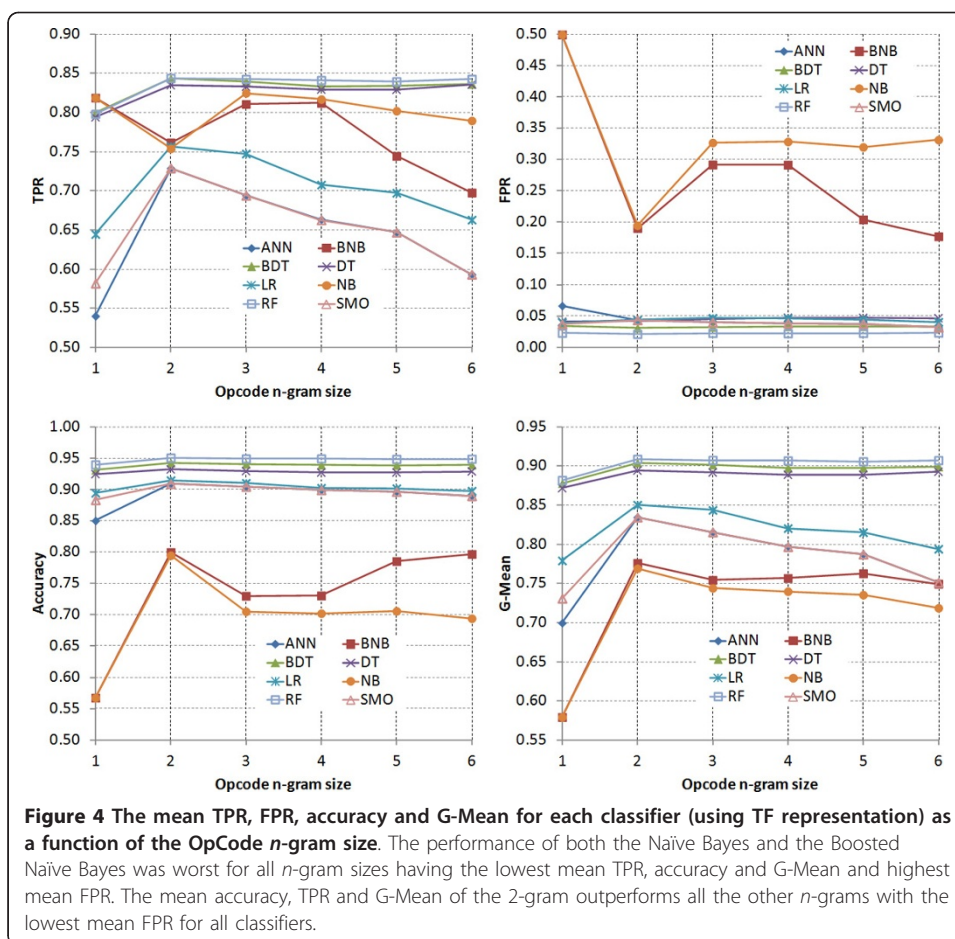 0.90
0.85
0.80
0.75
0.70
0.65
0.60
0.55
0.50
TPR
ANN BNB
BDT DT
LR NB
RF SMO
1 2 3 4 5 6
Opcode n-gram size
0.50
0.45
0.40
0.35
0.30
0.25
0.20
0.15
0.10
0.05
0.00
FPR
ANN BNB
BDT DT
LR NB
RF SMO
1 2 3 4 5 6
Opcode n-gram size
1.00
0.95
0.90
0.85
0.80
0.75
0.70
0.65
0.60
0.55
0.50
Accuracy
ANN BNB
BDT DT
LR NB
RF SMO
1 2 3 4 5 6
Opcode n-gram size
0.95
0.90
0.85
0.80
0.75
0.70
0.65
0.60
0.55
G-Mean
ANN BNB
BDT DT
LR NB
RF SMO
1 2 3 4 5 6
Opcode n-gram size
Figure 4 The mean TPR, FPR, accuracy and G-Mean for each classifier (using TF representation) as
a function of the OpCode n-gram size. The performance of both the Naïve Bayes and the Boosted
Naïve Bayes was worst for all n-gram sizes having the lowest mean TPR, accuracy and G-Mean and highest
mean FPR. The mean accuracy, TPR and G-Mean of the 2-gram outperforms all the other n-grams with the
lowest mean FPR for all classifiers.